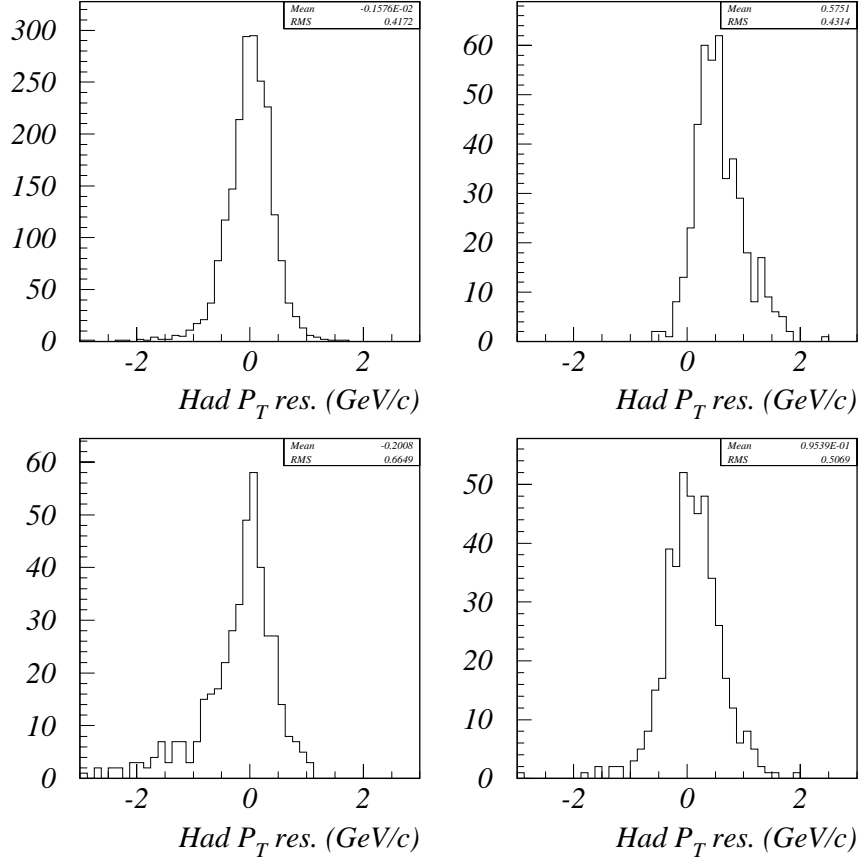 Mean -0.1576E-02
RMS 0.4172
300
250
200
150
100
50
0
-2 0 2
Had P_T res. (GeV/c)
Mean 0.5751
RMS 0.4314
60
50
40
30
20
10
0
-2 0 2
Had P_T res. (GeV/c)
Mean -0.2008
RMS 0.6649
60
50
40
30
20
10
0
-2 0 2
Had P_T res. (GeV/c)
Mean 0.9539E-01
RMS 0.5069
50
40
30
20
10
0
-2 0 2
Had P_T res. (GeV/c)